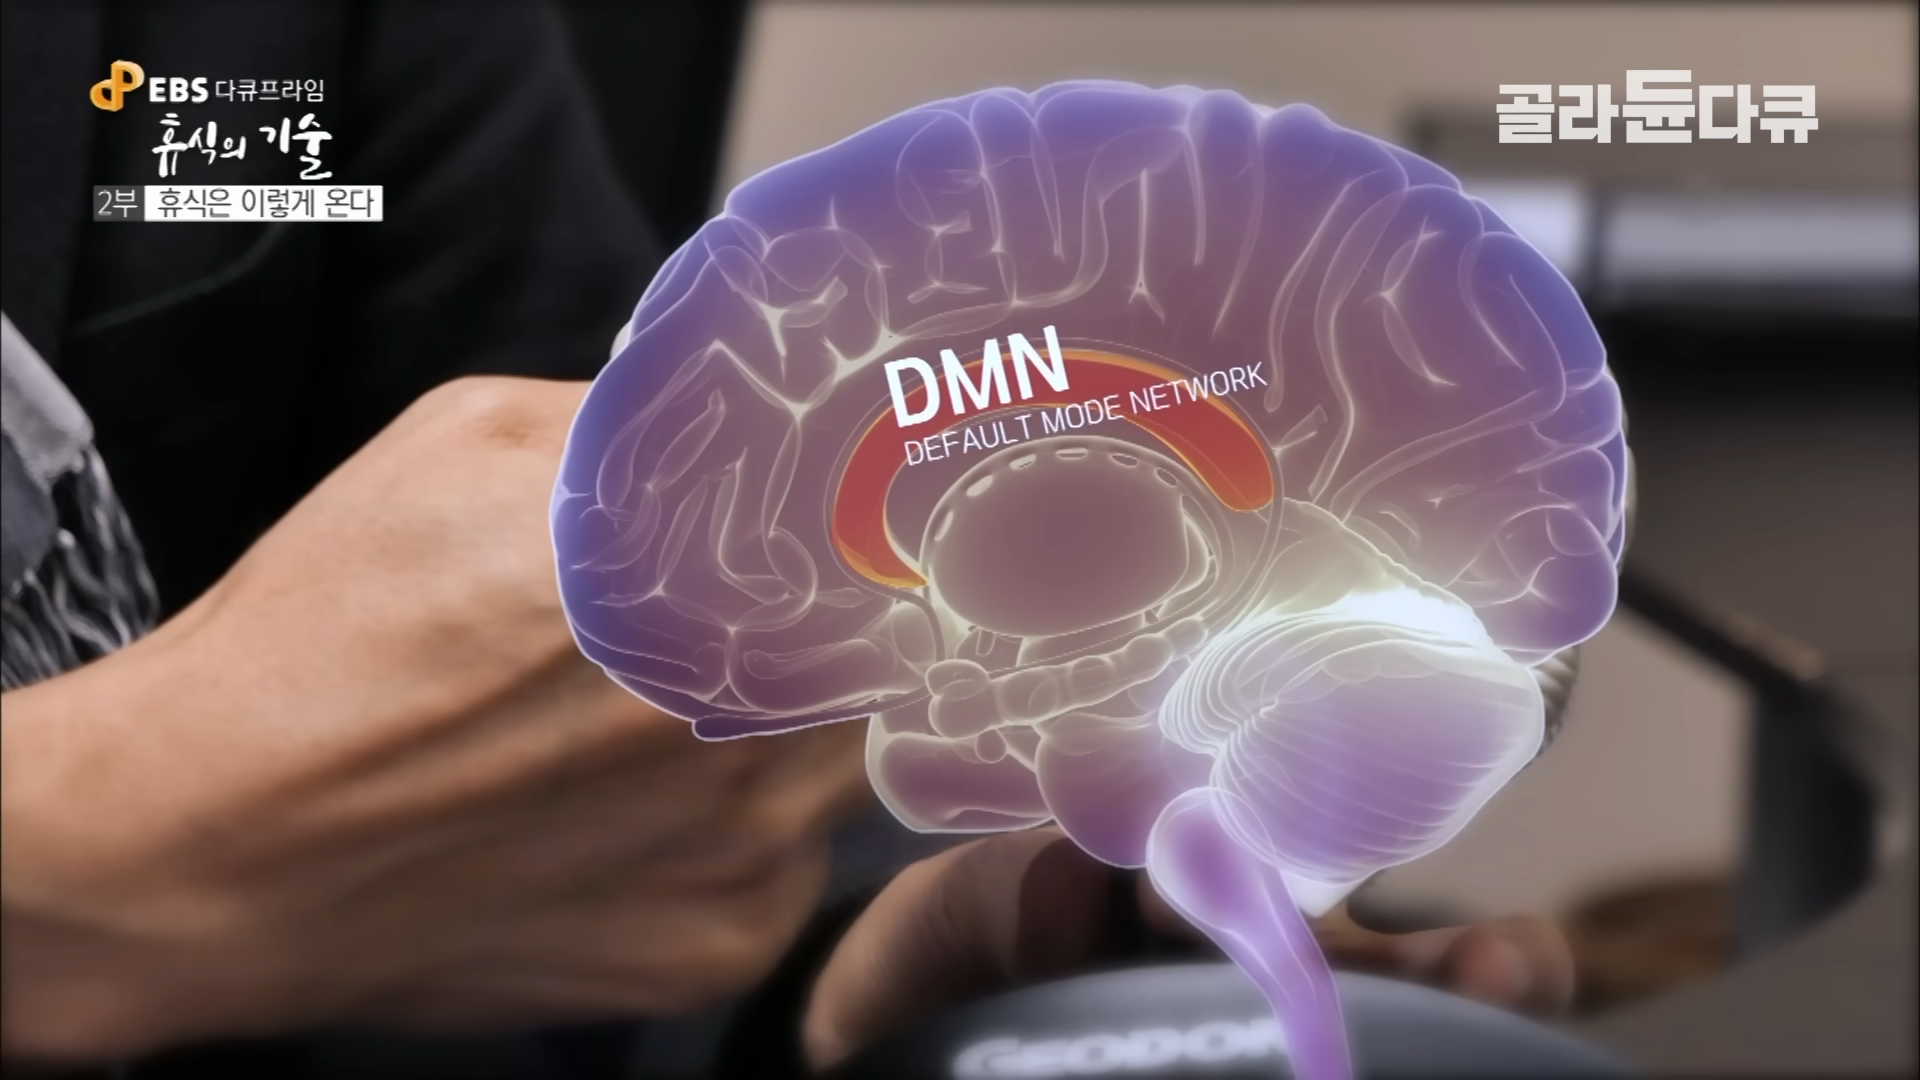 EBS 다큐프라임
휴식의 기술
2부 휴식은 이렇게 온다
골라듄다큐
DMN
DEFAULT MODE NETWORK